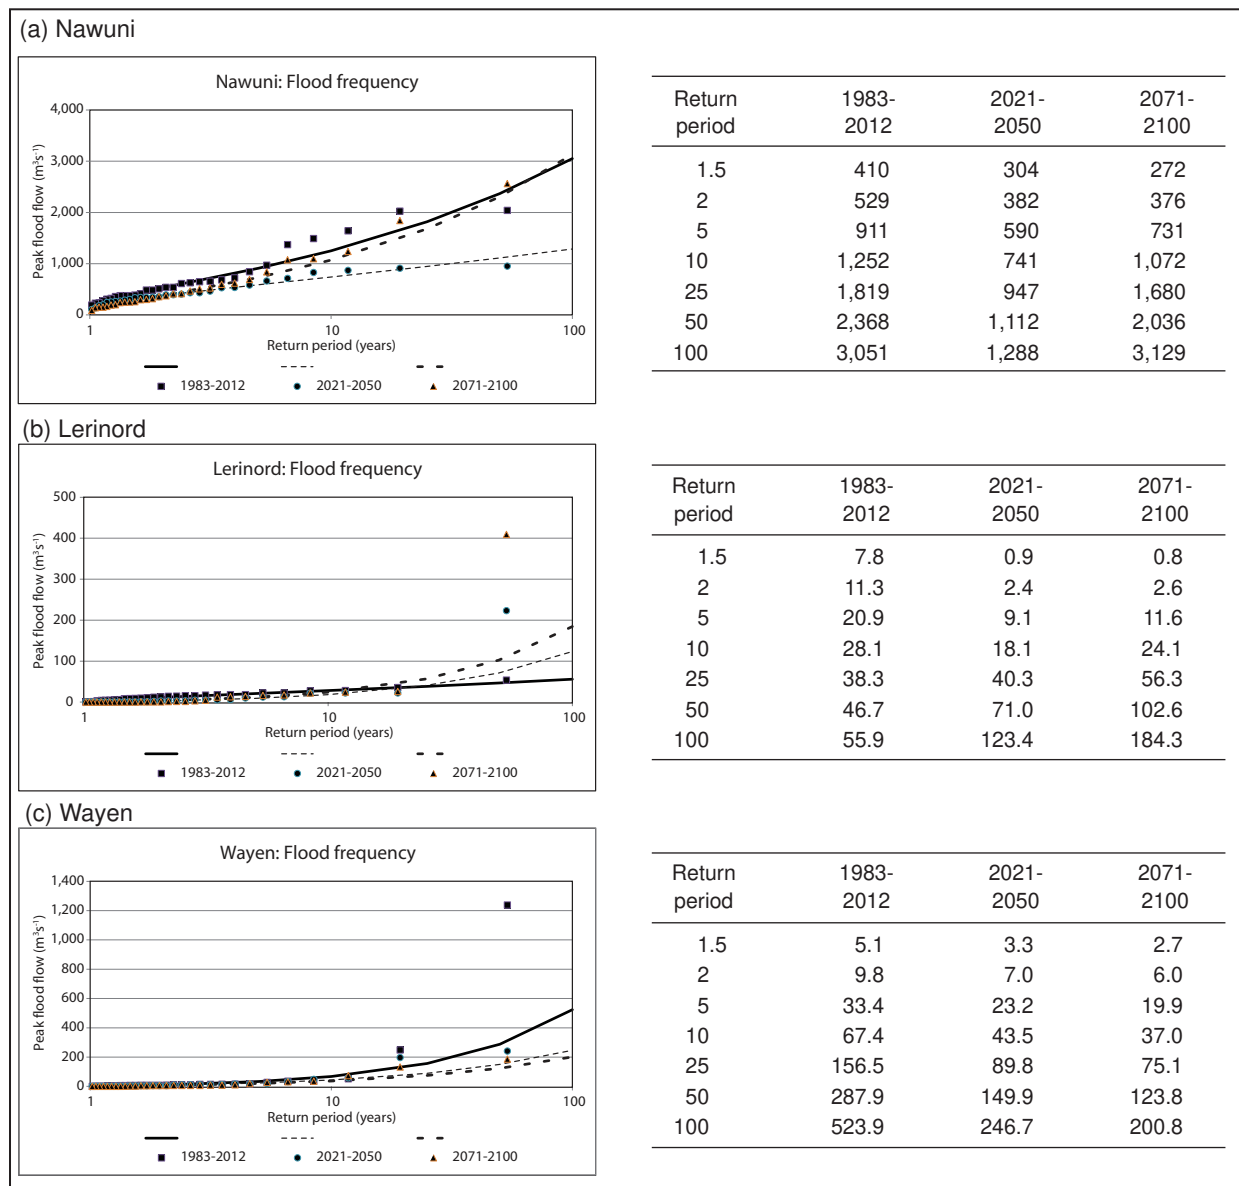 (a) Nawuni
Nawuni: Flood frequency
Peak flood flow (m³s⁻¹)
4,000
3,000
2,000
1,000
0
1 10 100
Return period (years)
1983-2012 2021-2050 2071-2100
Return 1983- 2021- 2071-
period 2012 2050 2100
1.5 410 304 272
2 529 382 376
5 911 590 731
10 1,252 741 1,072
25 1,819 947 1,680
50 2,368 1,112 2,036
100 3,051 1,288 3,129
(b) Lerinord
Lerinord: Flood frequency
Peak flood flow (m³s⁻¹)
500
400
300
200
100
0
1 10 100
Return period (years)
1983-2012 2021-2050 2071-2100
Return 1983- 2021- 2071-
period 2012 2050 2100
1.5 7.8 0.9 0.8
2 11.3 2.4 2.6
5 20.9 9.1 11.6
10 28.1 18.1 24.1
25 38.3 40.3 56.3
50 46.7 71.0 102.6
100 55.9 123.4 184.3
(c) Wayen
Wayen: Flood frequency
Peak flood flow (m³s⁻¹)
1,400
1,200
1,000
800
600
400
200
0
1 10 100
Return period (years)
1983-2012 2021-2050 2071-2100
Return 1983- 2021- 2071-
period 2012 2050 2100
1.5 5.1 3.3 2.7
2 9.8 7.0 6.0
5 33.4 23.2 19.9
10 67.4 43.5 37.0
25 156.5 89.8 75.1
50 287.9 149.9 123.8
100 523.9 246.7 200.8